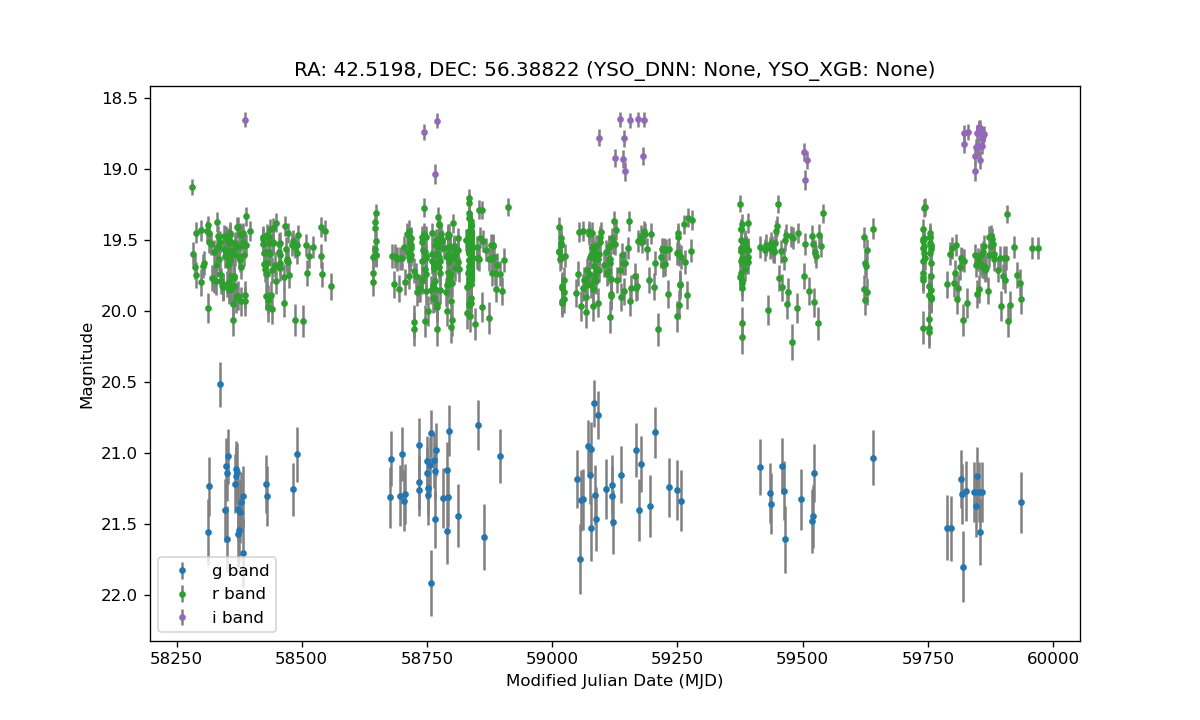 RA: 42.5198, DEC: 56.38822 (YSO_DNN: None, YSO_XGB: None)
18.5
19.0
19.5
20.0
20.5
21.0
21.5
22.0
Magnitude
g band
r band
i band
58250 58500 58750 59000 59250 59500 59750 60000
Modified Julian Date (MJD)